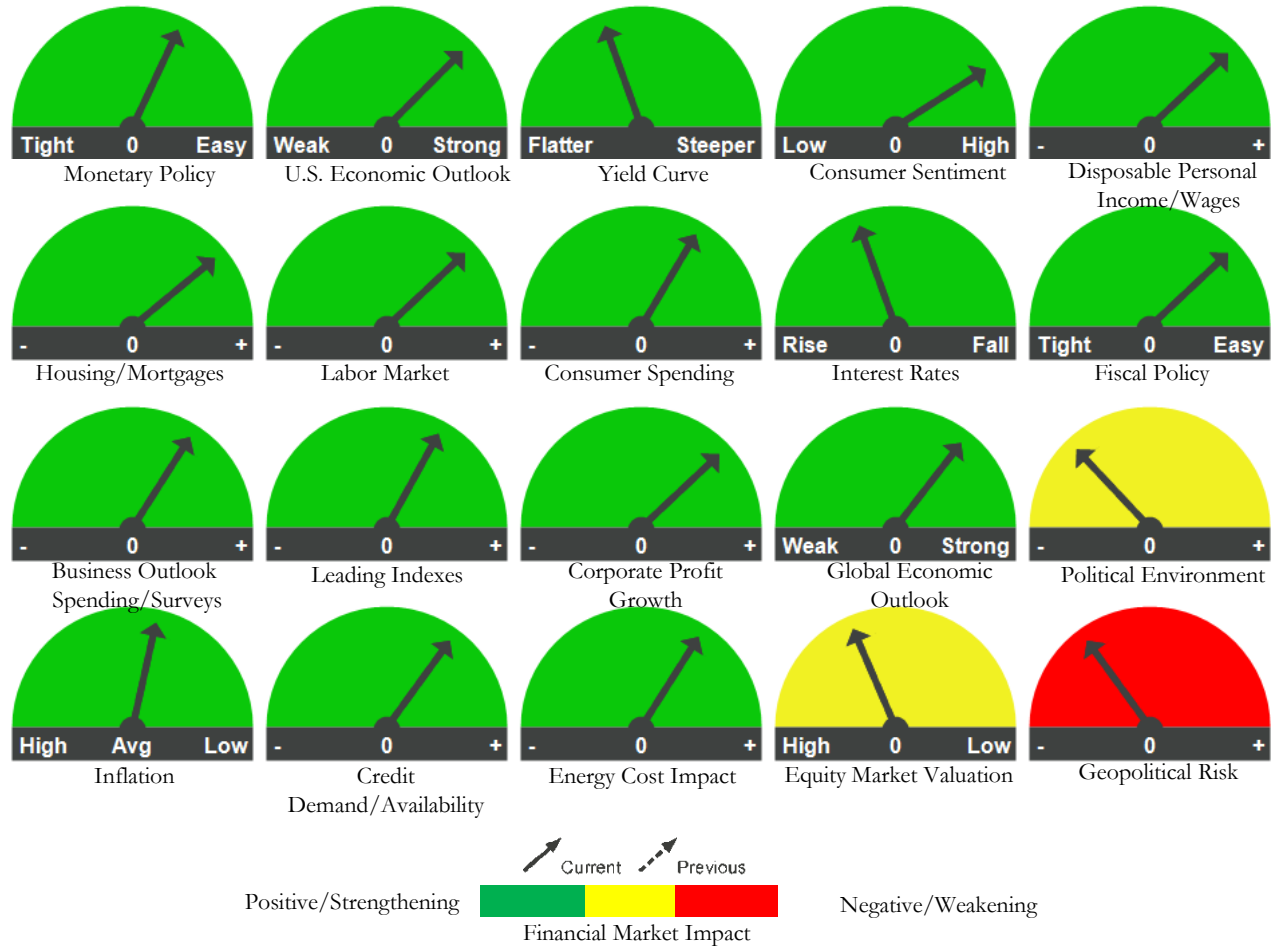 Tight 0 Easy
Weak 0 Strong
Flatter Steeper
Low 0 High
- 0 +
Monetary Policy
U.S. Economic Outlook
Yield Curve
Consumer Sentiment
Disposable Personal
Income/Wages
- 0 +
- 0 +
- 0 +
Rise 0 Fall
Tight 0 Easy
Housing/Mortgages
Labor Market
Consumer Spending
Interest Rates
Fiscal Policy
- 0 +
- 0 +
- 0 +
Weak 0 Strong
- 0 +
Business Outlook
Spending/Surveys
Leading Indexes
Corporate Profit
Growth
Global Economic
Outlook
Political Environment
High Avg Low
- 0 +
- 0 +
High 0 Low
- 0 +
Inflation
Credit
Demand/Availability
Energy Cost Impact
Equity Market Valuation
Geopolitical Risk
Current Previous
Positive/Strengthening
Negative/Weakening
Financial Market Impact